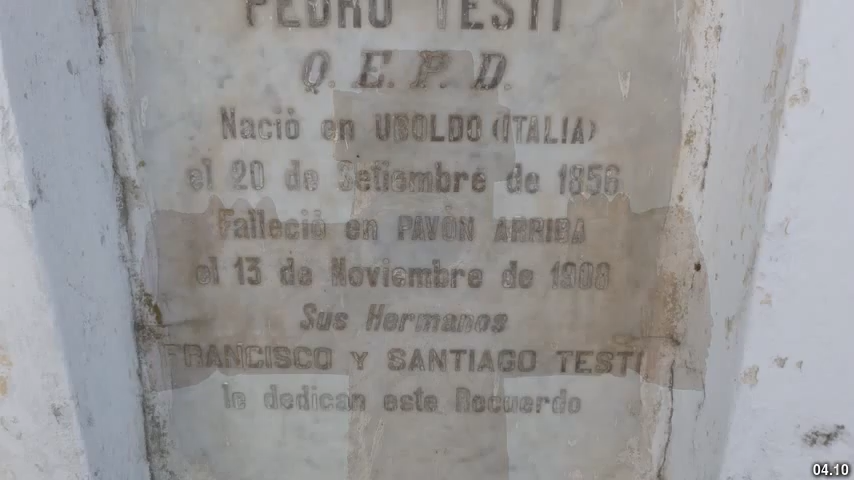 PEDRO TESTI
Q. E. P. D.
Nació en UBOLDO (ITALIA)
el 20 de Setiembre de 1856
Falleció en PAVÓN ARRIBA
el 13 de Noviembre de 1908
Sus Hermanos
FRANCISCO Y SANTIAGO TESTI
le dedican este Recuerdo
04.10